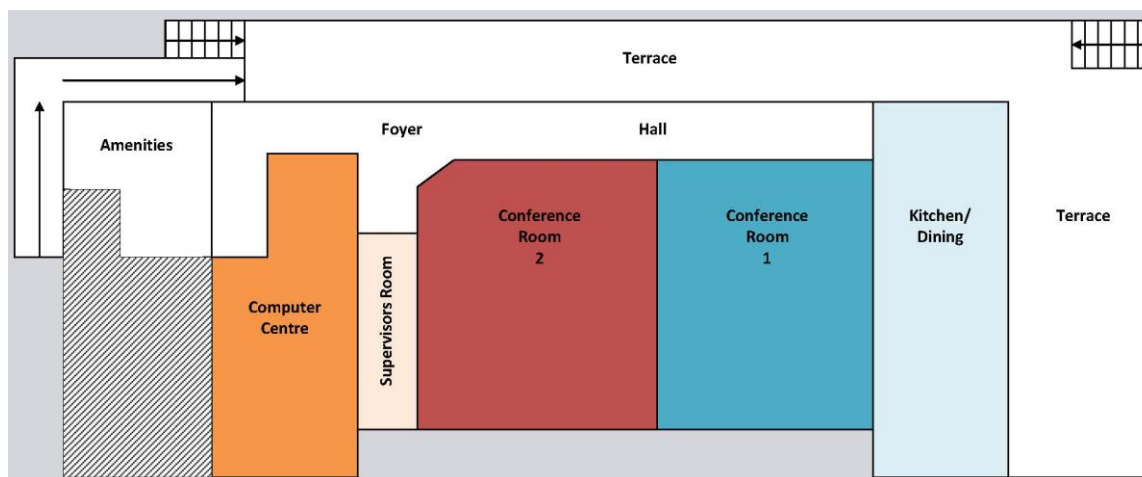 Terrace
Foyer
Hall
Amenities
Conference
Room
2
Conference
Room
1
Kitchen/
Dining
Terrace
Computer
Centre
Supervisors Room